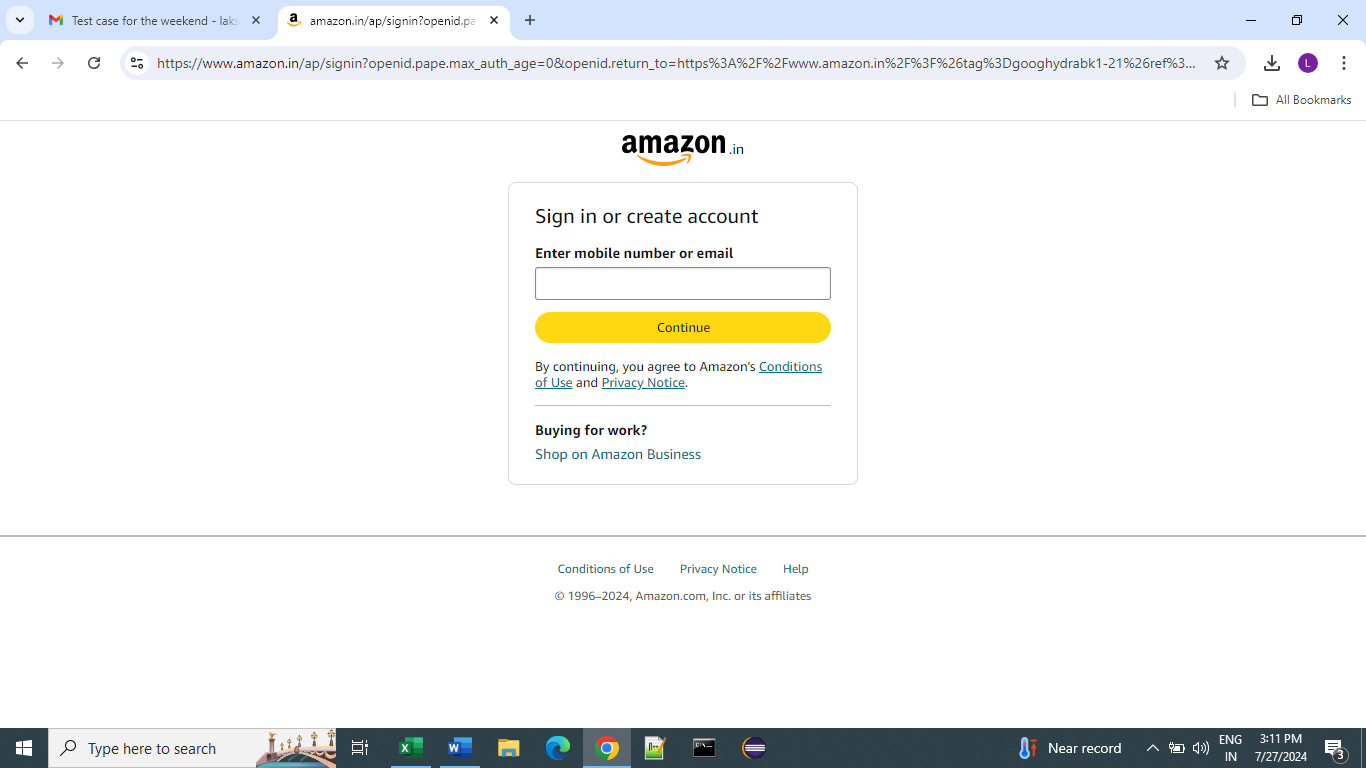 Test case for the weekend - laks
amazon.in/ap/signin?openid.pa
https://www.amazon.in/ap/signin?openid.pape.max_auth_age=0&openid.return_to=https%3A%2F%2Fwww.amazon.in%2F%3F%26tag%3Dgooghydrabk1-21%26ref%3...
L
All Bookmarks
amazon.in
Sign in or create account
Enter mobile number or email
Continue
By continuing, you agree to Amazon's Conditions
of Use and Privacy Notice.
Buying for work?
Shop on Amazon Business
Conditions of Use Privacy Notice Help
© 1996–2024, Amazon.com, Inc. or its affiliates
Type here to search
Near record
ENG
IN
3:11 PM
7/27/2024
3